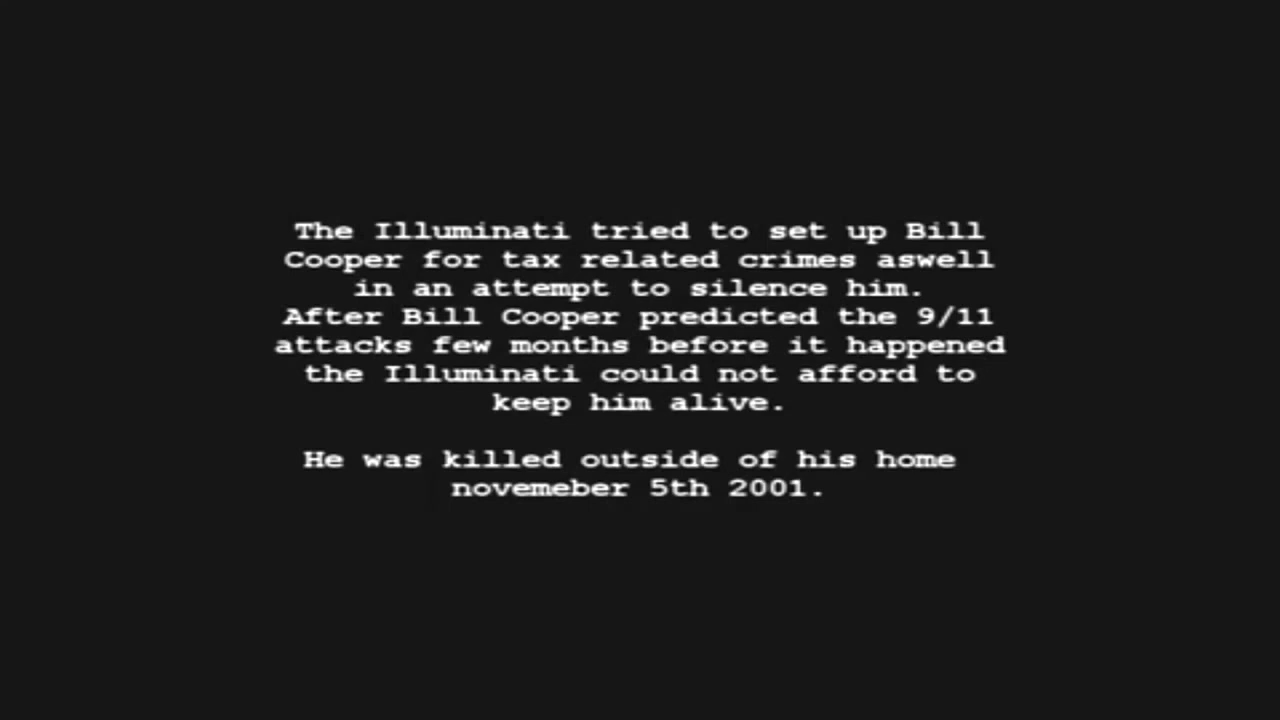 The Illuminati tried to set up Bill
Cooper for tax related crimes aswell
in an attempt to silence him.
After Bill Cooper predicted the 9/11
attacks few months before it happened
the Illuminati could not afford to
keep him alive.
He was killed outside of his home
novemeber 5th 2001.